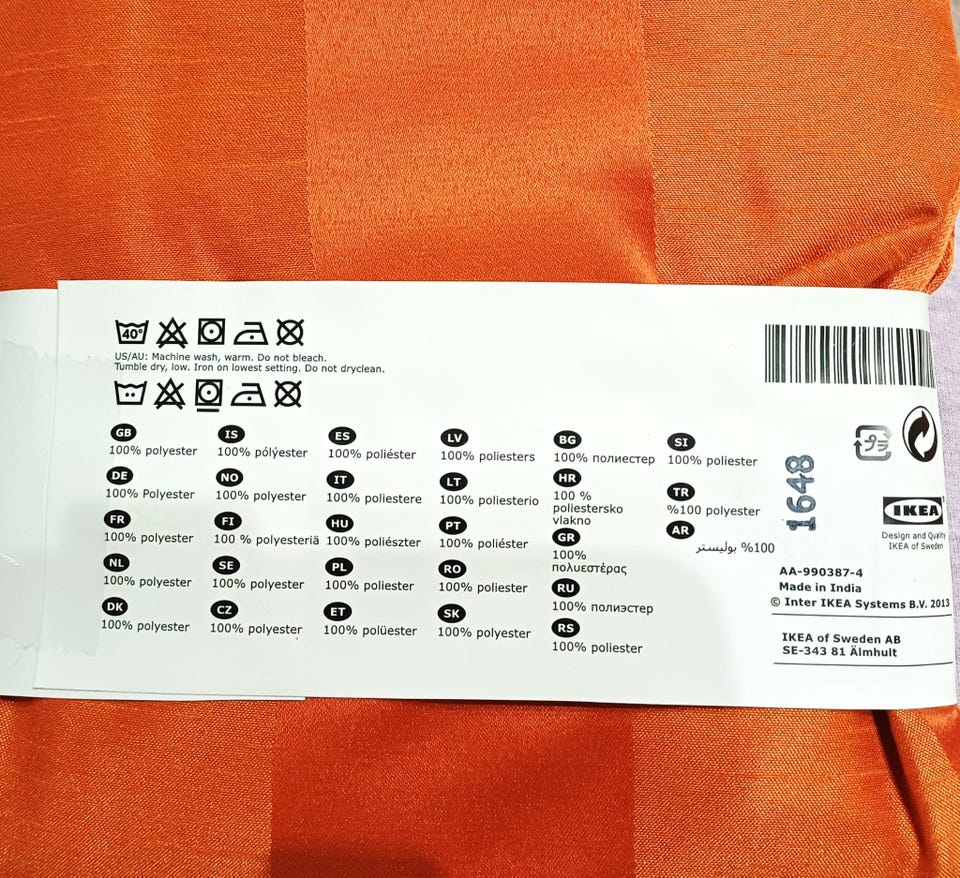 40°
US/AU: Machine wash, warm. Do not bleach.
Tumble dry, low. Iron on lowest setting. Do not dryclean.
GB
100% polyester
DE
100% Polyester
FR
100% polyester
NL
100% polyester
DK
100% polyester
IS
100% pólýester
NO
100% polyester
FI
100 % polyesteriä
SE
100% polyester
CZ
100% polyester
ES
100% poliéster
IT
100% poliestere
HU
100% poliészter
PL
100% poliester
ET
100% polüester
LV
100% poliesters
LT
100% poliesterio
PT
100% poliéster
RO
100% poliester
SK
100% polyester
BG
100% полиестер
HR
100 %
poliestersko
vlakno
GR
100%
πολυεστέρας
RU
100% полиэстер
RS
100% poliester
SI
100% poliester
TR
%100 polyester
AR
100% بوليستر
1648
IKEA
Design and Quality
IKEA of Sweden
AA-990387-4
Made in India
© Inter IKEA Systems B.V. 2013
IKEA of Sweden AB
SE-343 81 Älmhult